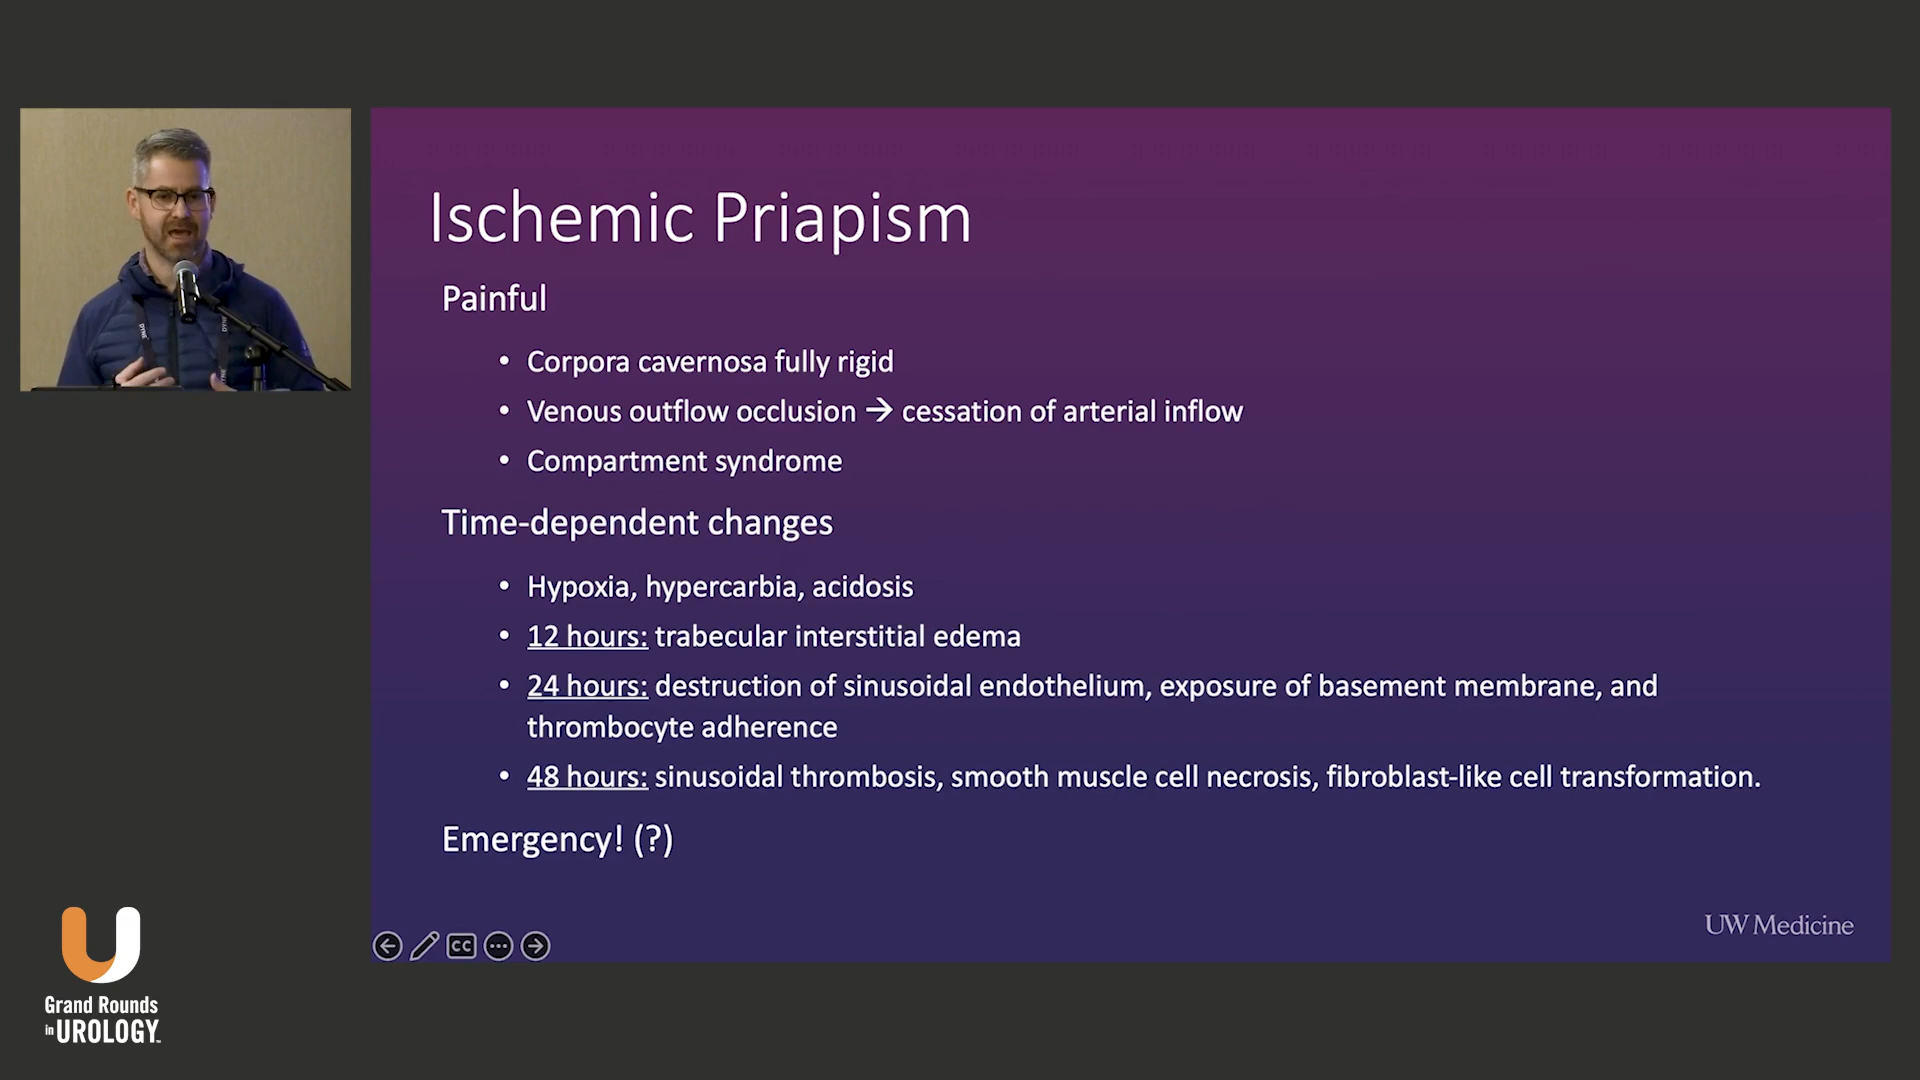 Ischemic Priapism
Painful
• Corpora cavernosa fully rigid
• Venous outflow occlusion → cessation of arterial inflow
• Compartment syndrome
Time-dependent changes
• Hypoxia, hypercarbia, acidosis
• 12 hours: trabecular interstitial edema
• 24 hours: destruction of sinusoidal endothelium, exposure of basement membrane, and
thrombocyte adherence
• 48 hours: sinusoidal thrombosis, smooth muscle cell necrosis, fibroblast-like cell transformation.
Emergency! (?)
UW Medicine
CC
Grand Rounds
in UROLOGY™